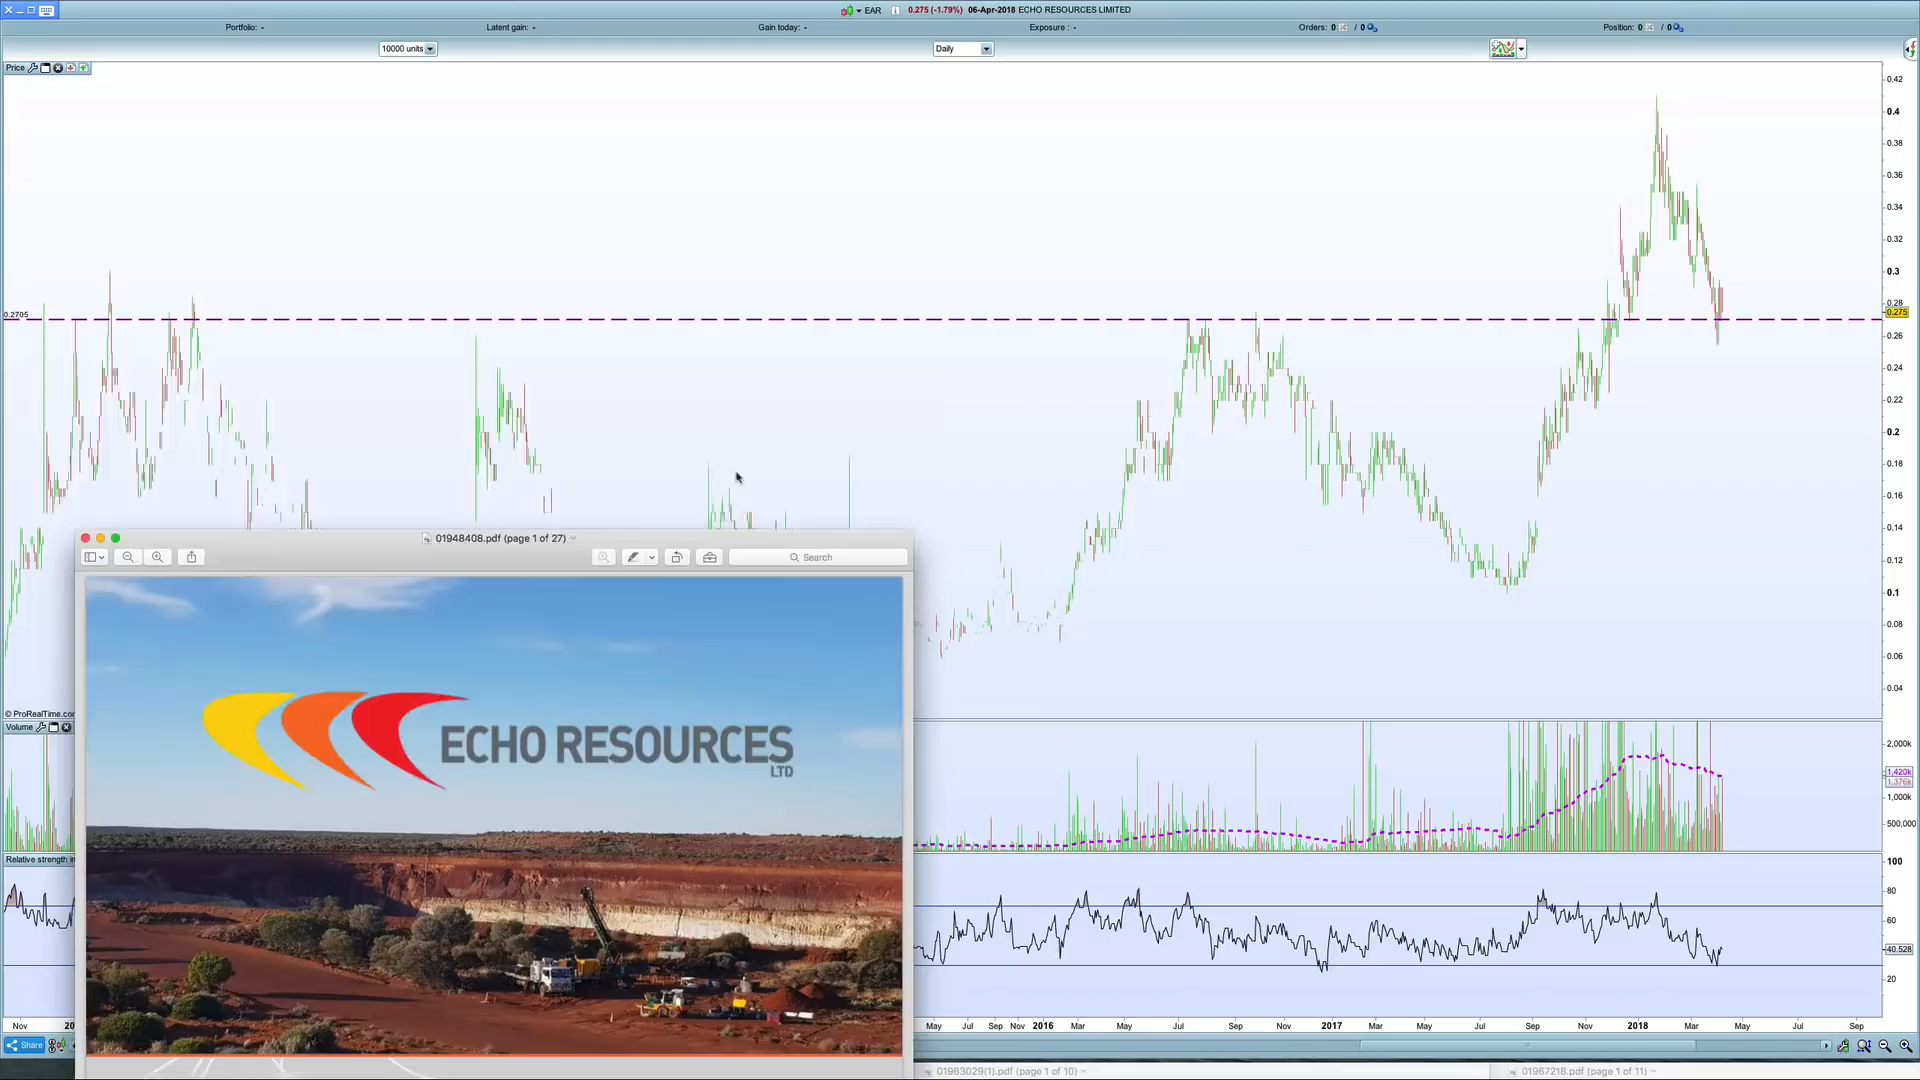 EAR 0.275 (-1.79%) 06-Apr-2018 ECHO RESOURCES LIMITED
Portfolio: - Latent gain: - Gain today: - Exposure : - Orders: 0 / 0 Position: 0 / 0
10000 units Daily
Price
0.42
0.4
0.38
0.36
0.34
0.32
0.3
0.28
0.2705
0.275
0.26
0.24
0.22
0.2
0.18
0.16
0.14
0.12
0.1
0.08
0.06
0.04
01948408.pdf (page 1 of 27)
Search
ECHO RESOURCES
LTD
© ProRealTime.com
Volume
2,000k
1,420k
1,376k
1,000k
500,000
Relative strength in
100
80
60
40.528
20
Nov 20 May Jul Sep Nov 2016 Mar May Jul Sep Nov 2017 Mar May Jul Sep Nov 2018 Mar May Jul Sep
Share
01963029(1).pdf (page 1 of 10) 01967218.pdf (page 1 of 11)